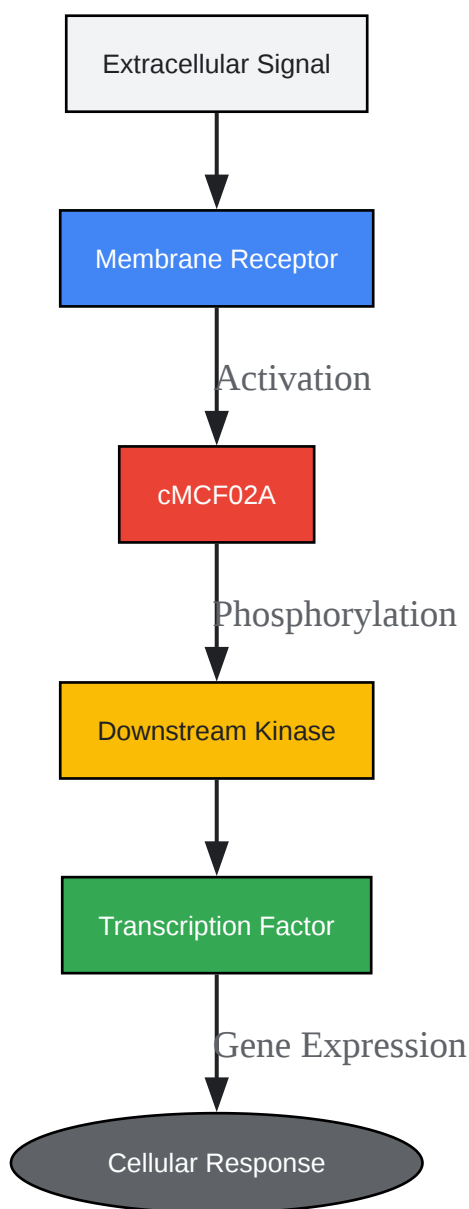 Extracellular Signal
Membrane Receptor
Activation
cMCF02A
Phosphorylation
Downstream Kinase
Transcription Factor
Gene Expression
Cellular Response